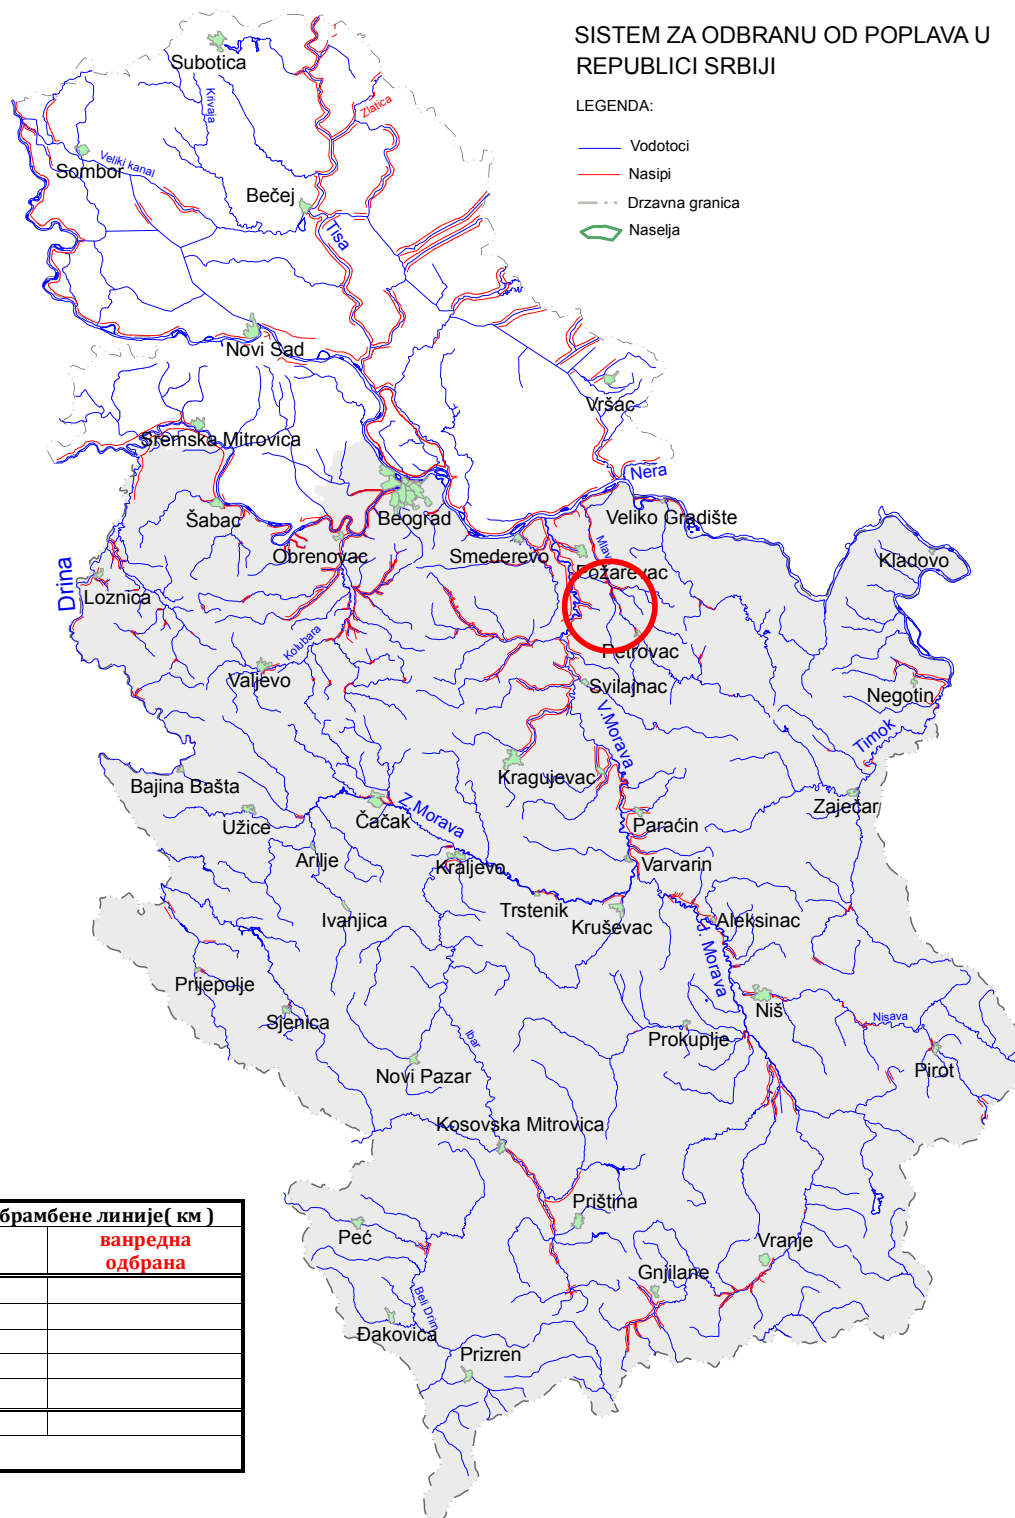 SISTEM ZA ODBRANU OD POPLAVA U
REPUBLICI SRBIJI
LEGENDA:
Vodotoci
Nasipi
Drzavna granica
Naselja
Subotica
Krivaja
Zlatica
Sombor
Veliki kanal
Bečej
Tisa
Novi Sad
Vršac
Sremska Mitrovica
Nera
Šabac
Beograd
Veliko Gradište
Obrenovac
Smederevo
Mlav
Požarevac
Kladovo
Drina
Loznica
Kolubara
Petrovac
Valjevo
Svilajnac
Negotin
V.Morava
Timok
Kragujevac
Bajina Bašta
Z.Morava
Čačak
Užice
Zaječar
Paraćin
Arilje
Kraljevo
Varvarin
Trstenik
Ivanjica
Kruševac
Aleksinac
J. Morava
Prijepolje
Sjenica
Niš
Nisava
Prokuplje
Ibar
Pirot
Novi Pazar
Kosovska Mitrovica
Priština
Peć
Vranje
Gnjilane
Beli Drim
Đakovica
Prizren
брамбене линије( км )
ванредна
одбрана